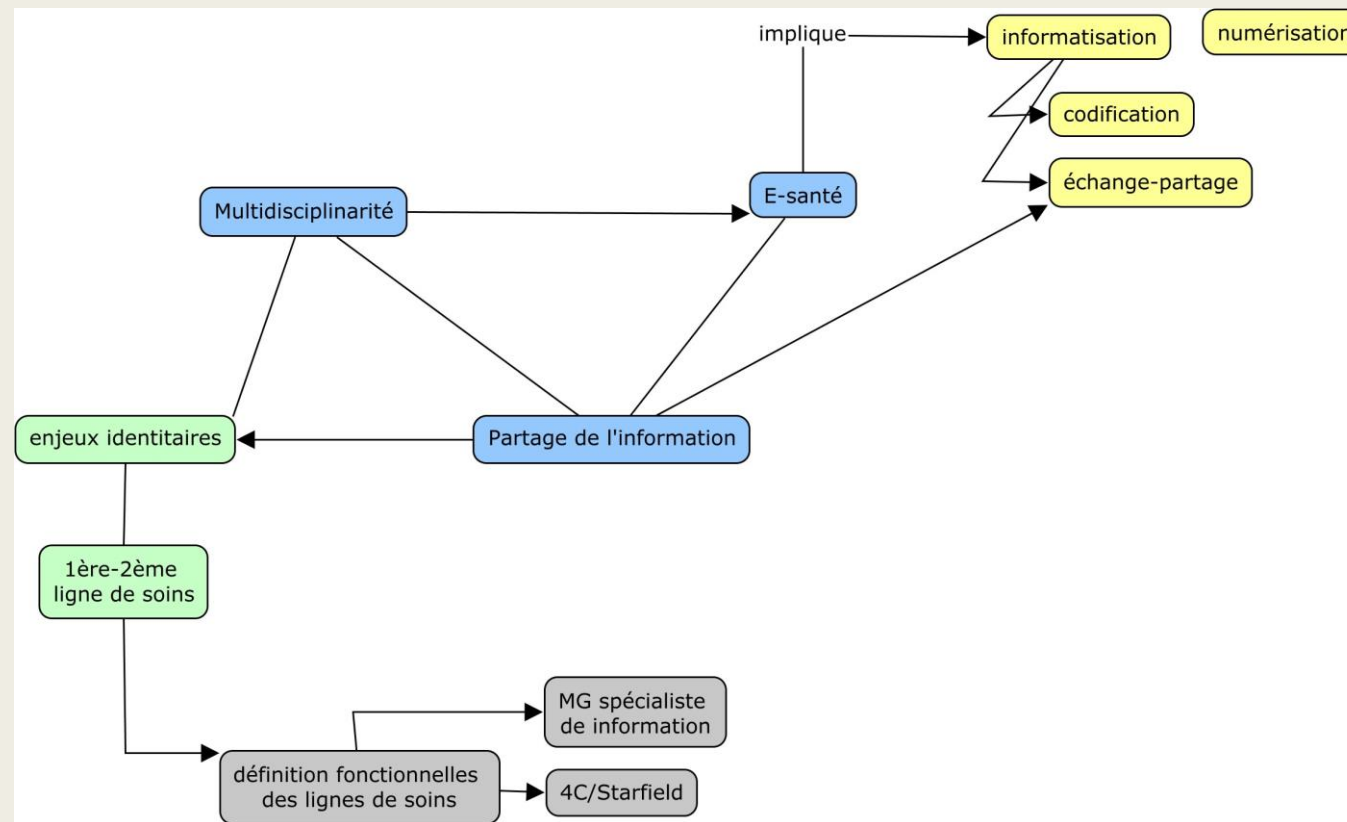 implique
informatisation
numérisation
codification
échange-partage
E-santé
Multidisciplinarité
enjeux identitaires
Partage de l'information
1ère-2ème
ligne de soins
MG spécialiste
de information
définition fonctionnelles
des lignes de soins
4C/Starfield